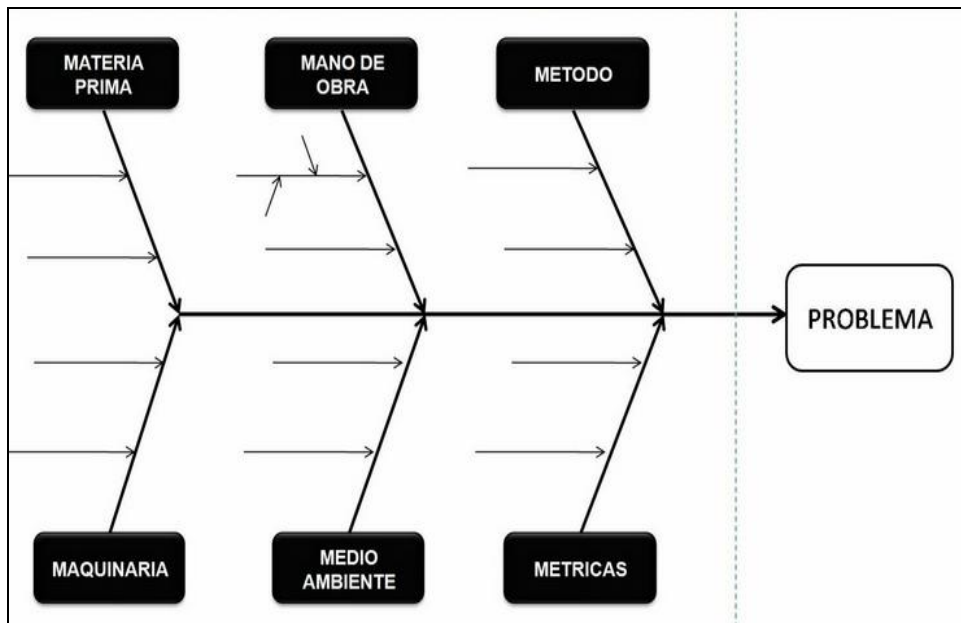 MATERIA
PRIMA
MANO DE
OBRA
METODO
PROBLEMA
MAQUINARIA
MEDIO
AMBIENTE
METRICAS